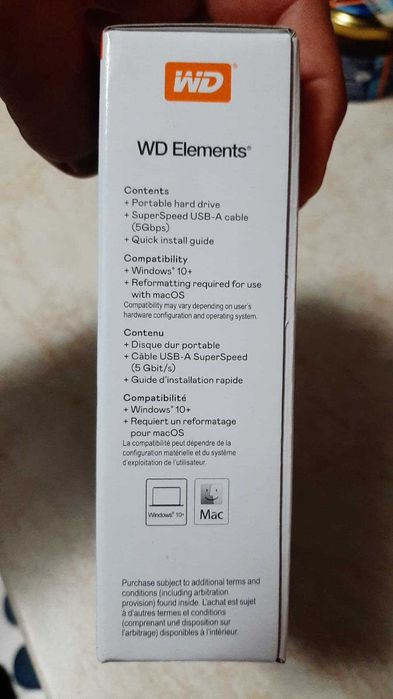 WD®
WD Elements®
Contents
+ Portable hard drive
+ SuperSpeed USB-A cable
(5Gbps)
+ Quick install guide
Compatibility
+ Windows® 10+
+ Reformatting required for use
with macOS
Compatibility may vary depending on user's
hardware configuration and operating system.
Contenu
+ Disque dur portable
+ Câble USB-A SuperSpeed
(5 Gbit/s)
+ Guide d'installation rapide
Compatibilité
+ Windows® 10+
+ Requiert un reformatage
pour macOS
La compatibilité peut dépendre de la
configuration matérielle et du système
d'exploitation de l'utilisateur.
Windows® 10+
Mac
Purchase subject to additional terms and
conditions (including arbitration
provision) found inside. L'achat est sujet
à d'autres termes et conditions
(comprenant une disposition sur
l'arbitrage) disponibles à l'intérieur.